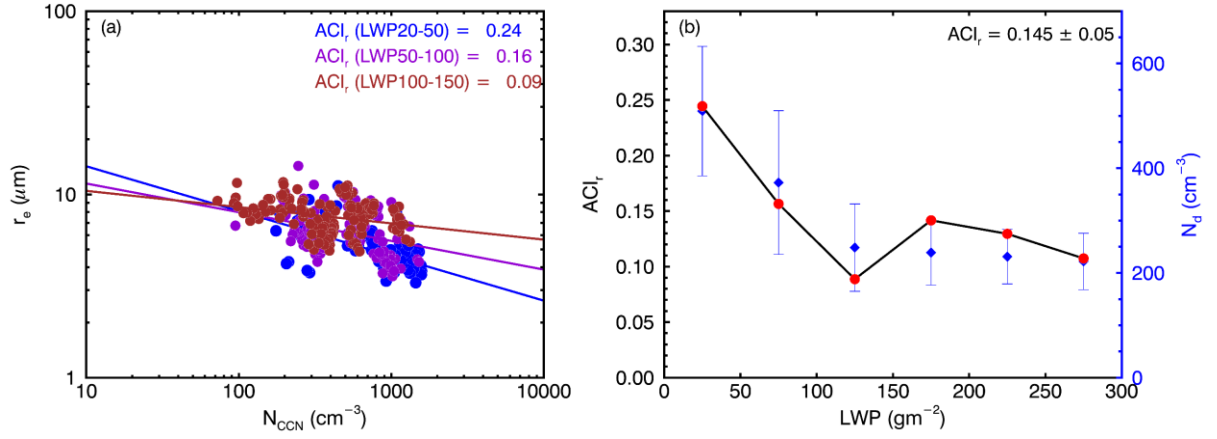 (a)
ACIr (LWP20-50) = 0.24
ACIr (LWP50-100) = 0.16
ACIr (LWP100-150) = 0.09
100
10
1
re (μm)
10 100 1000 10000
NCCN (cm−3)
(b)
ACIr = 0.145 ± 0.05
0.30
0.25
0.20
0.15
0.10
0.05
0.00
ACIr
600
400
200
0
Nd (cm−3)
0 50 100 150 200 250 300
LWP (gm−2)